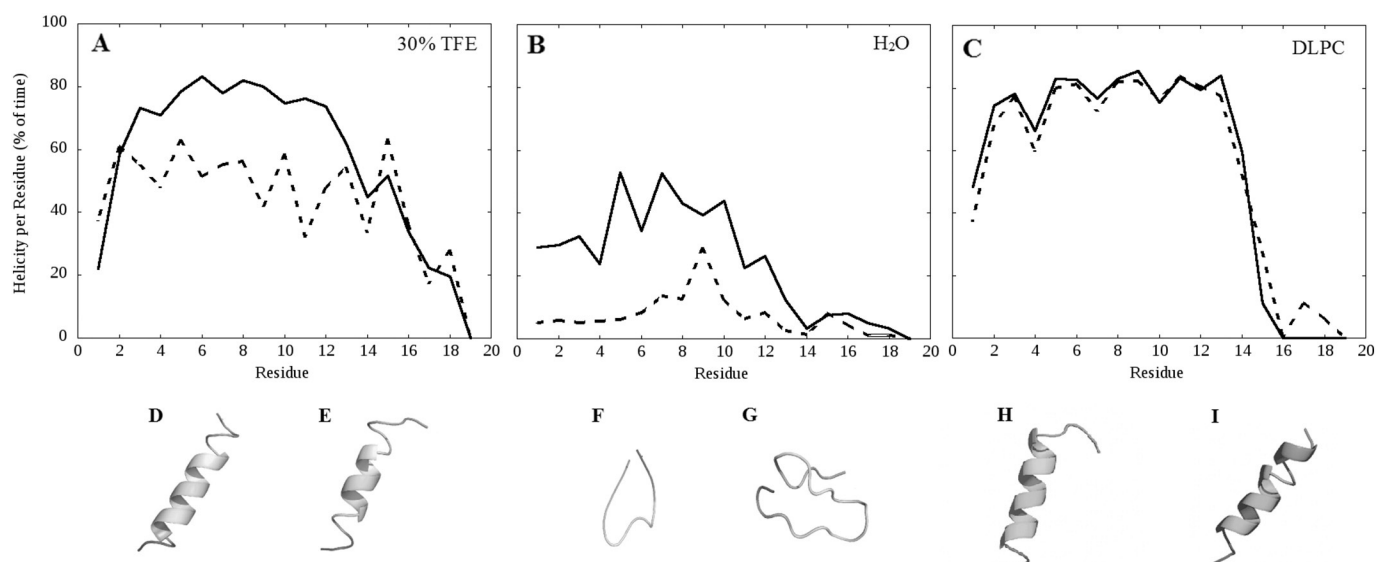 100
80
60
40
20
0
Helicity per Residue (% of time)
A
30% TFE
0 2 4 6 8 10 12 14 16 18 20
Residue
B
H₂O
0 2 4 6 8 10 12 14 16 18 20
Residue
C
DLPC
0 2 4 6 8 10 12 14 16 18 20
Residue
D E F G H I